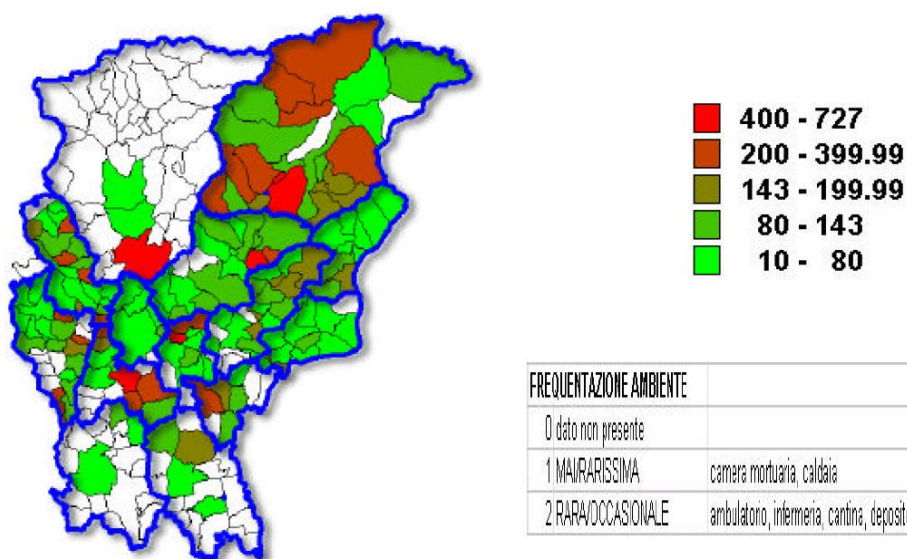 400 - 727
200 - 399.99
143 - 199.99
80 - 143
10 - 80
FREQUENTAZIONE AMBIENTE
0 dato non presente
1 MAI/RARISSIMA camera mortuaria, caldaia
2 RARA/OCCASIONALE ambulatorio, infermeria, cantina, deposito